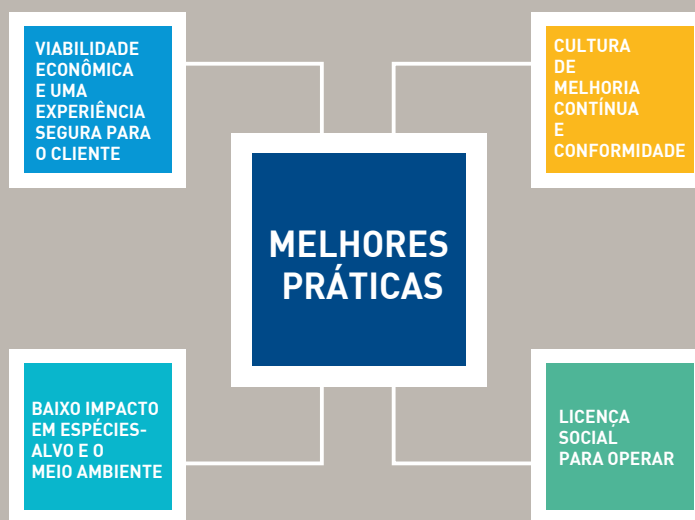 VIABILIDADE
ECONÔMICA
E UMA
EXPERIÊNCIA
SEGURA PARA
O CLIENTE
CULTURA
DE
MELHORIA
CONTÍNUA
E
CONFORMIDADE
MELHORES
PRÁTICAS
BAIXO IMPACTO
EM ESPÉCIES-
ALVO E O
MEIO AMBIENTE
LICENÇA
SOCIAL
PARA OPERAR